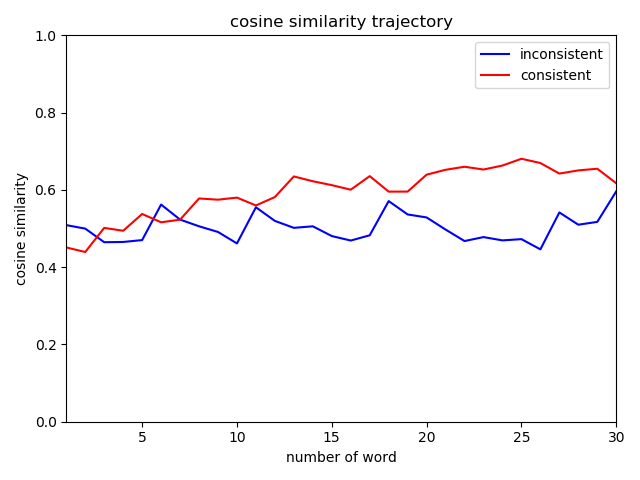 cosine similarity trajectory
inconsistent
consistent
1.0
0.8
0.6
0.4
0.2
0.0
cosine similarity
5 10 15 20 25 30
number of word